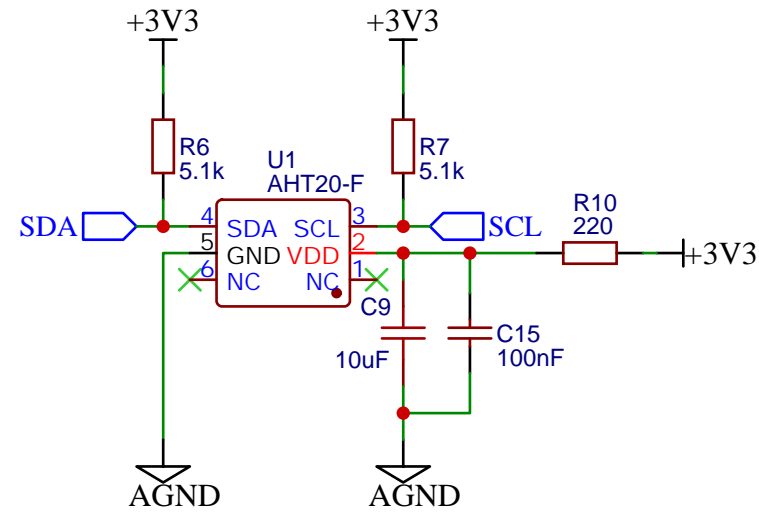 +3V3
+3V3
R6
5.1k
R7
5.1k
U1
AHT20-F
SDA
4
SDA
SCL
3
SCL
5
GND
VDD
2
6
NC
NC
1
R10
220
+3V3
C9
10uF
C15
100nF
AGND
AGND